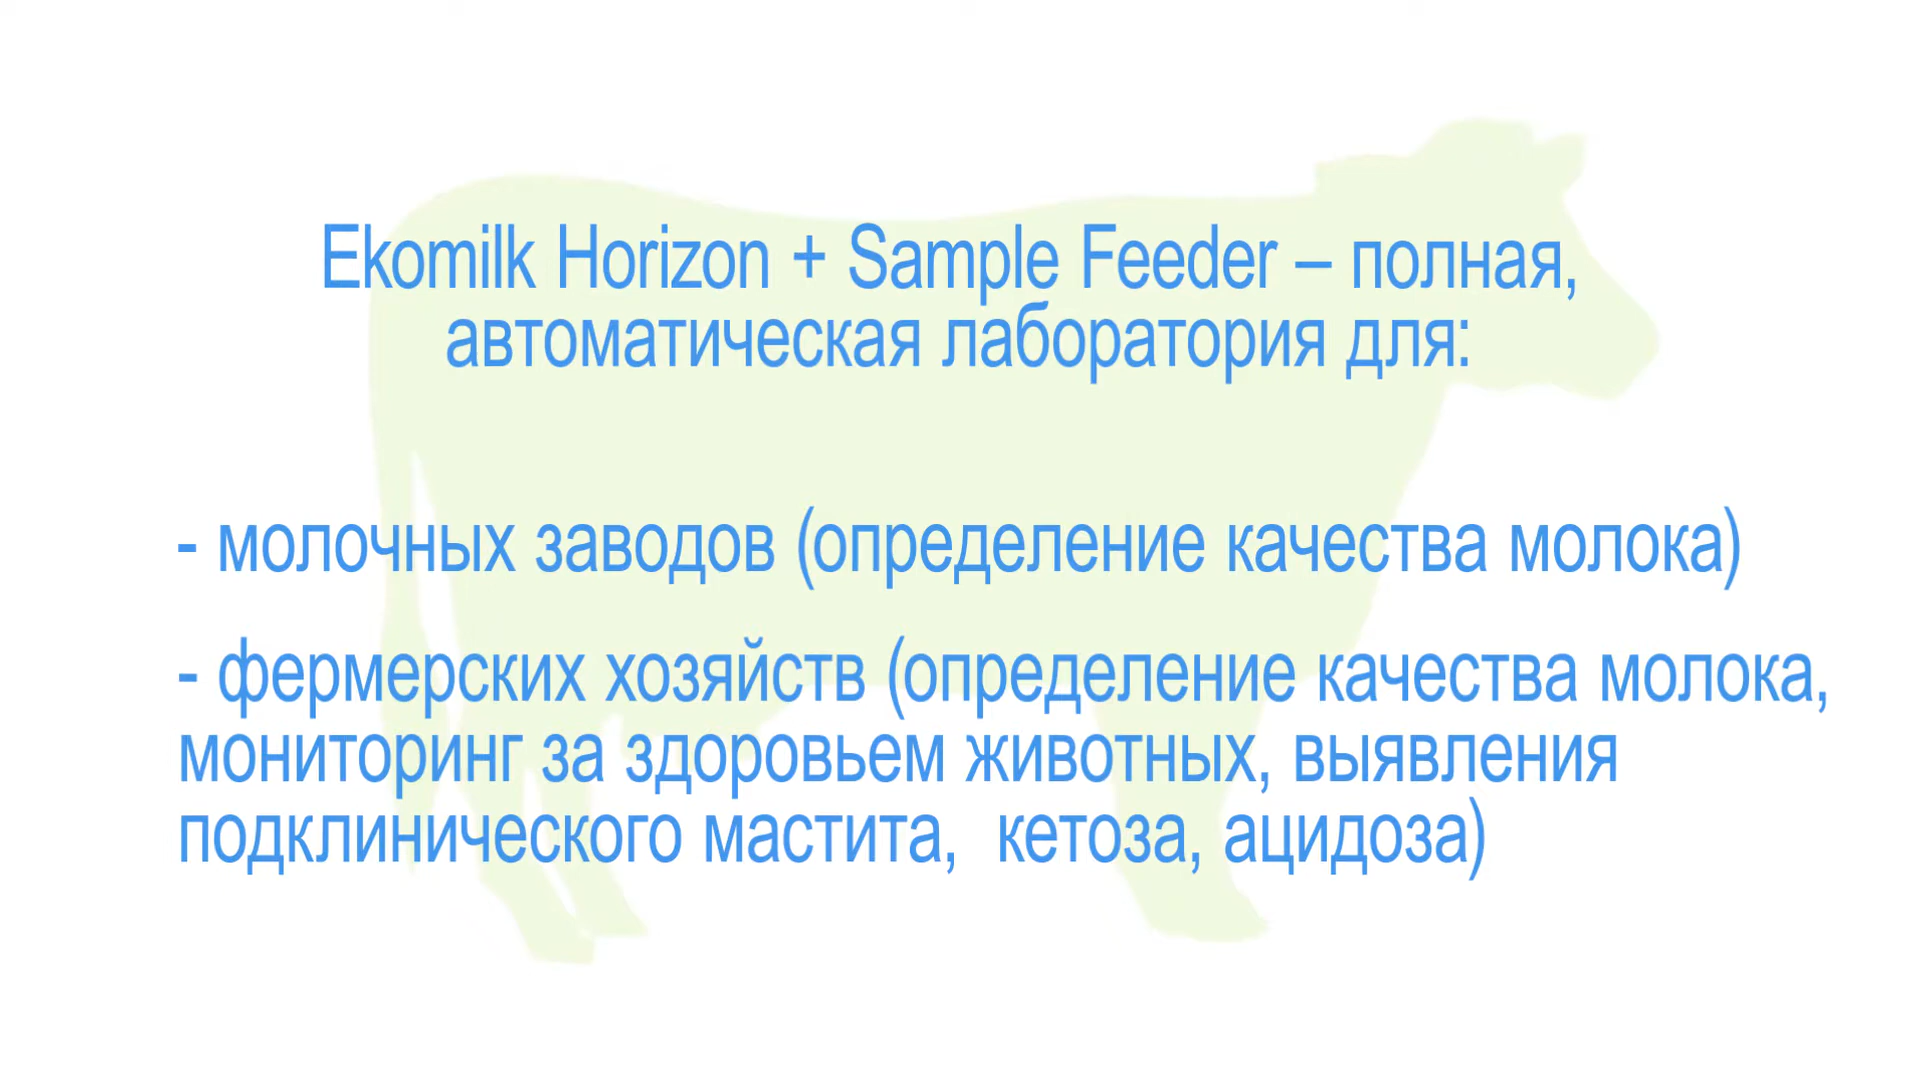 Ekomilk Horizon + Sample Feeder – полная,
автоматическая лаборатория для:
- молочных заводов (определение качества молока)
- фермерских хозяйств (определение качества молока,
мониторинг за здоровьем животных, выявления
подклинического мастита,  кетоза, ацидоза)